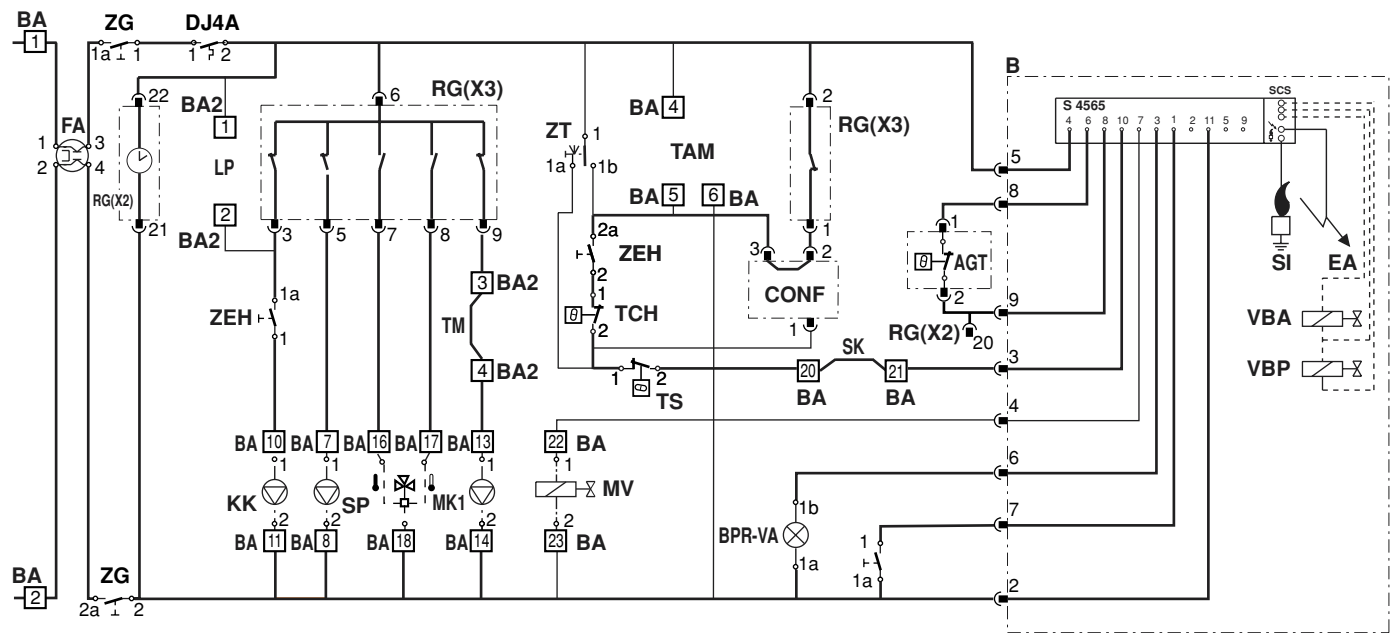 BA
1
ZG
1a 1
DJ4A
1 2
FA
1 3
2 4
22
RG(X2)
21
BA2
1
LP
2
BA2
6
RG(X3)
3 5 7 8 9
1a
ZEH
1
3 BA2
TM
4 BA2
BA 10
BA 7
BA 16
BA 17
BA 13
1 1 1
KK
SP
MK1
2 2 2
BA 11
BA 8
BA 18
BA 14
BA
2
ZG
2a 2
ZT
1
1a 1b
BA 4
TAM
BA 5
6 BA
2a
ZEH
2
1
TCH
2
1 2
TS
2
RG(X3)
1
3 2
CONF
1
SK
20 21
BA BA
22 BA
1
MV
2
23 BA
1b
BPR-VA
1a
1
1a
1
AGT
2
RG(X2)
20
B
5
8
9
3
4
6
7
2
S 4565
4 6 8 10 7 3 1 2 11 5 9
SCS
SI EA
VBA
VBP